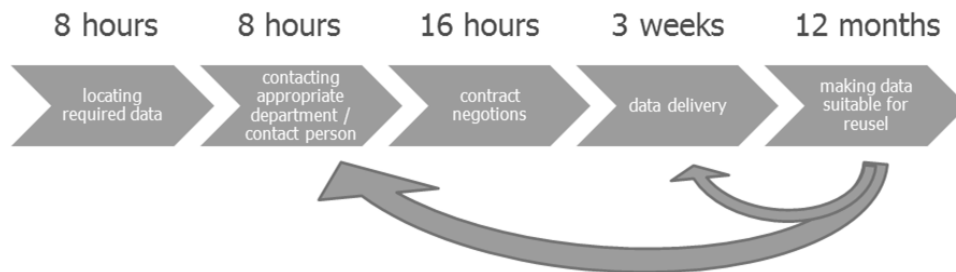 8 hours
8 hours
16 hours
3 weeks
12 months
locating
required data
contacting
appropriate
department /
contact person
contract
negotions
data delivery
making data
suitable for
reusel